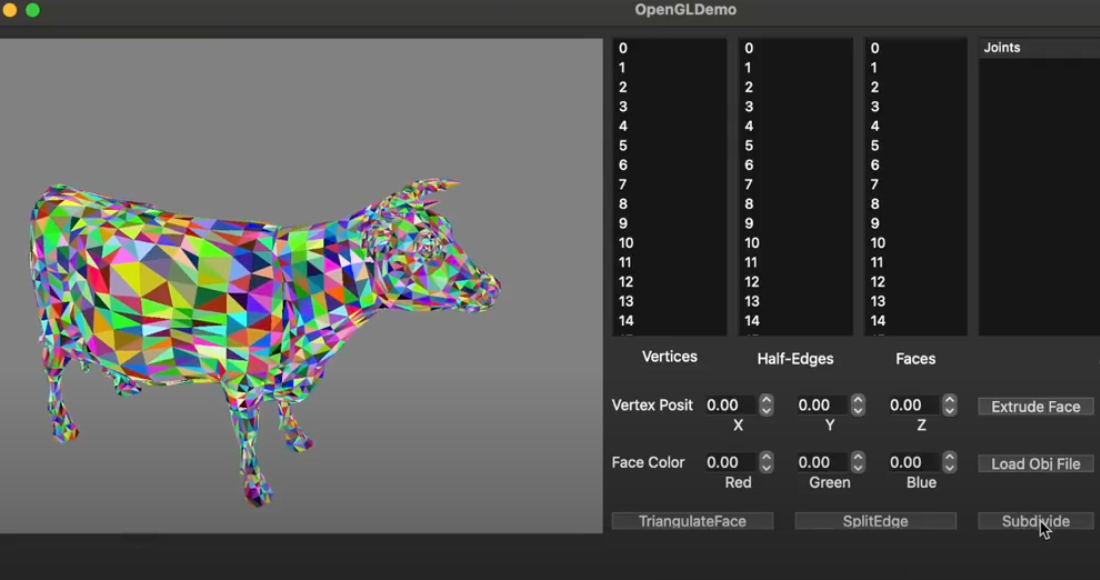 OpenGLDemo
0 0 0 Joints
1 1 1
2 2 2
3 3 3
4 4 4
5 5 5
6 6 6
7 7 7
8 8 8
9 9 9
10 10 10
11 11 11
12 12 12
13 13 13
14 14 14
Vertices Half-Edges Faces
Vertex Posit 0.00 0.00 0.00 Extrude Face
X Y Z
Face Color 0.00 0.00 0.00 Load Obj File
Red Green Blue
TriangulateFace SplitEdge Subdivide